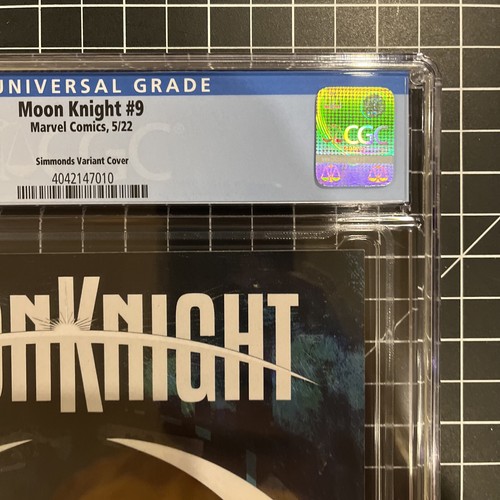 UNIVERSAL GRADE
Moon Knight #9
Marvel Comics, 5/22
Simmonds Variant Cover
4042147010
CGC
ONKNIGHT